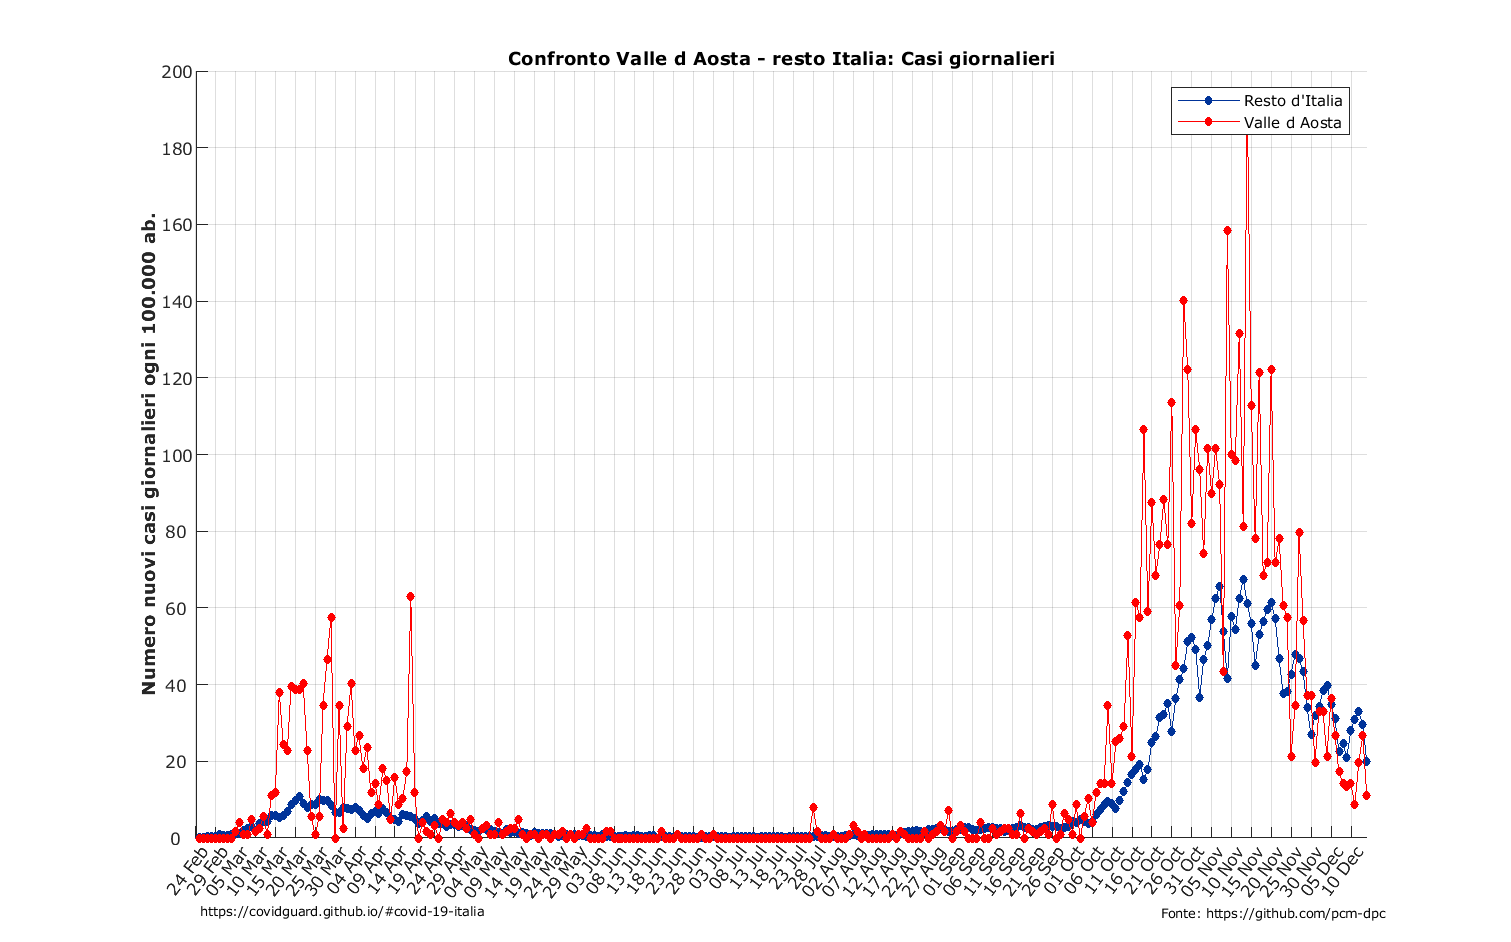 Confronto Valle d Aosta - resto Italia: Casi giornalieri
Resto d'Italia
Valle d Aosta
Numero nuovi casi giornalieri ogni 100.000 ab.
200
180
160
140
120
100
80
60
40
20
0
24 Feb
29 Feb
05 Mar
10 Mar
15 Mar
20 Mar
25 Mar
30 Mar
04 Apr
09 Apr
14 Apr
19 Apr
24 Apr
29 Apr
04 May
09 May
14 May
19 May
24 May
29 May
03 Jun
08 Jun
13 Jun
18 Jun
23 Jun
28 Jun
03 Jul
08 Jul
13 Jul
18 Jul
23 Jul
28 Jul
02 Aug
07 Aug
12 Aug
17 Aug
22 Aug
27 Aug
01 Sep
06 Sep
11 Sep
16 Sep
21 Sep
26 Sep
01 Oct
06 Oct
11 Oct
16 Oct
21 Oct
26 Oct
31 Oct
05 Nov
10 Nov
15 Nov
20 Nov
25 Nov
30 Nov
05 Dec
10 Dec
https://covidguard.github.io/#covid-19-italia
Fonte: https://github.com/pcm-dpc